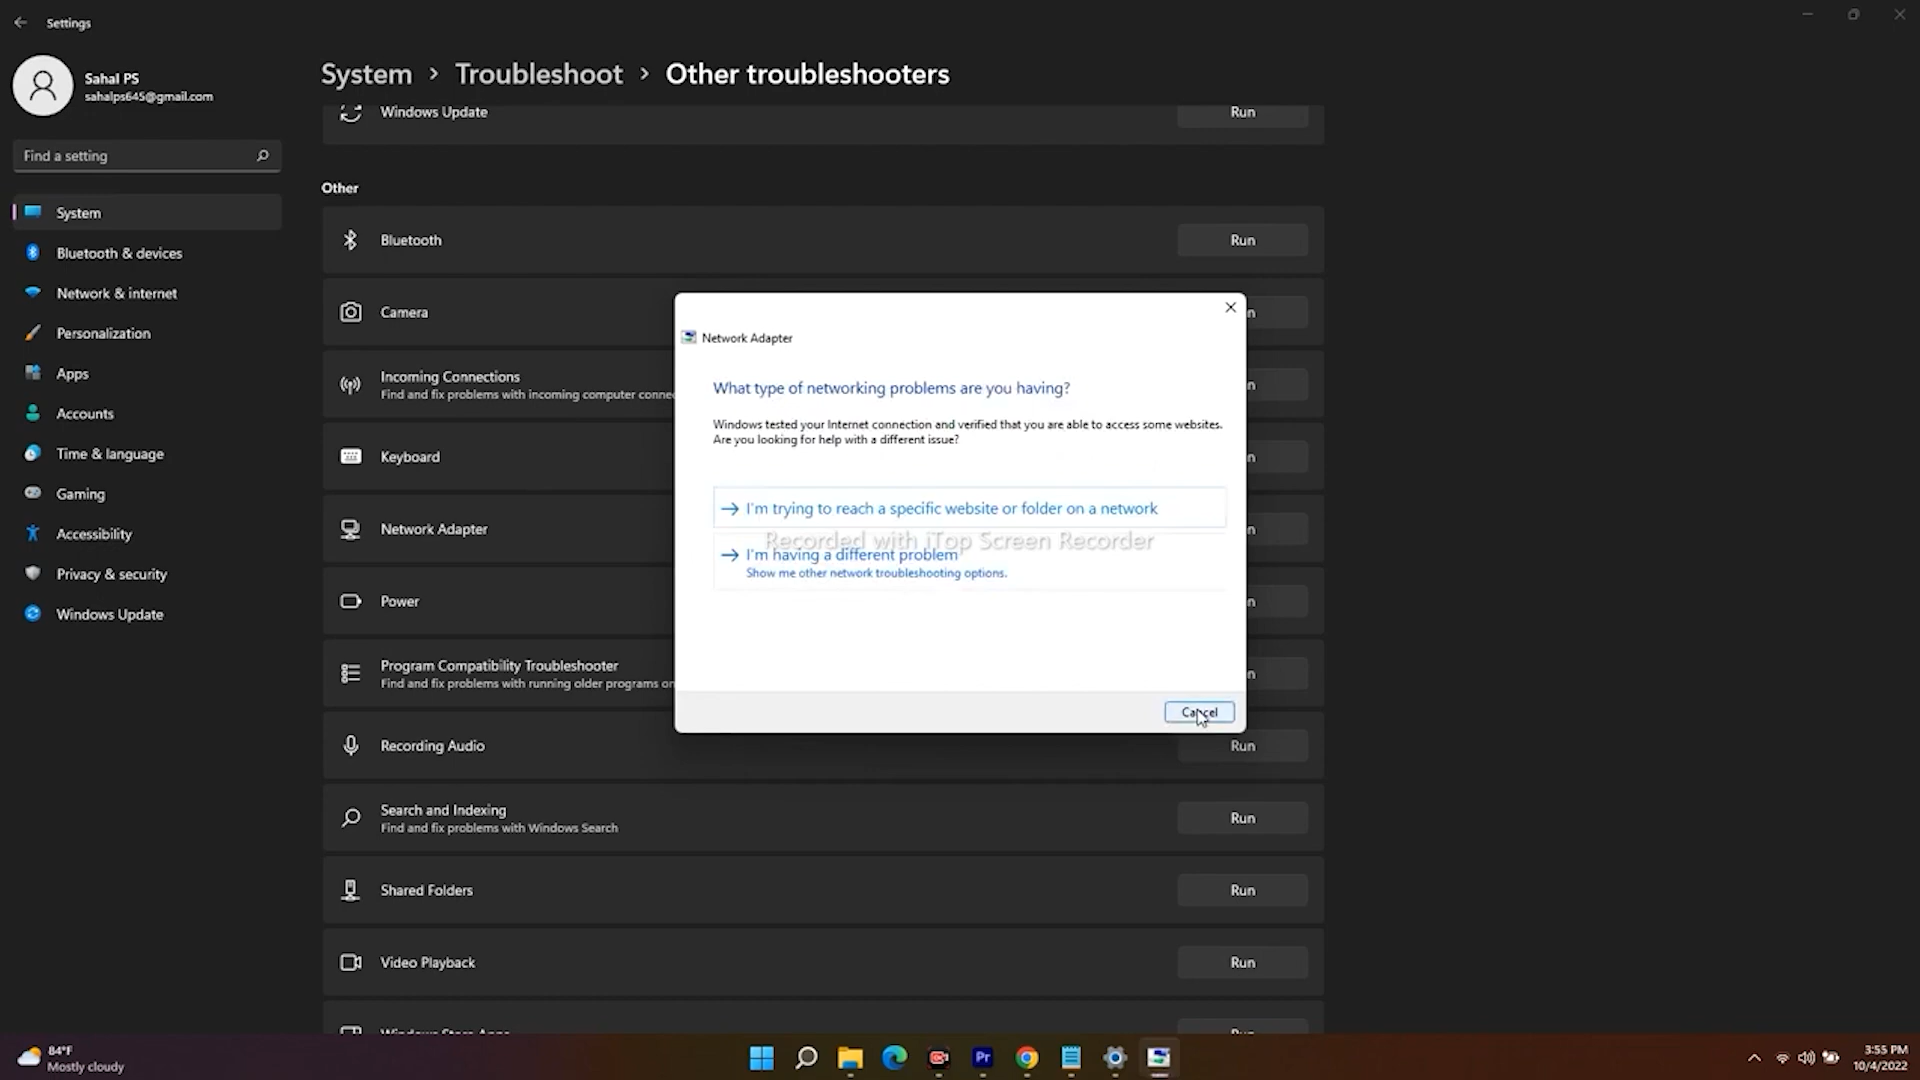 Settings
Sahal PS
sahalps645@gmail.com
Find a setting
System
Bluetooth & devices
Network & internet
Personalization
Apps
Accounts
Time & language
Gaming
Accessibility
Privacy & security
Windows Update
System > Troubleshoot > Other troubleshooters
Windows Update Run
Other
Bluetooth Run
Camera n
Incoming Connections n
Find and fix problems with incoming computer conne
Keyboard n
Network Adapter n
Power n
Program Compatibility Troubleshooter n
Find and fix problems with running older programs on
Recording Audio Run
Search and Indexing Run
Find and fix problems with Windows Search
Shared Folders Run
Video Playback Run
Windows Store Apps Run
Network Adapter
What type of networking problems are you having?
Windows tested your Internet connection and verified that you are able to access some websites.
Are you looking for help with a different issue?
I'm trying to reach a specific website or folder on a network
Recorded with iTop Screen Recorder
I'm having a different problem
Show me other network troubleshooting options.
Cancel
84°F
Mostly cloudy
Pr
3:55 PM
10/4/2022